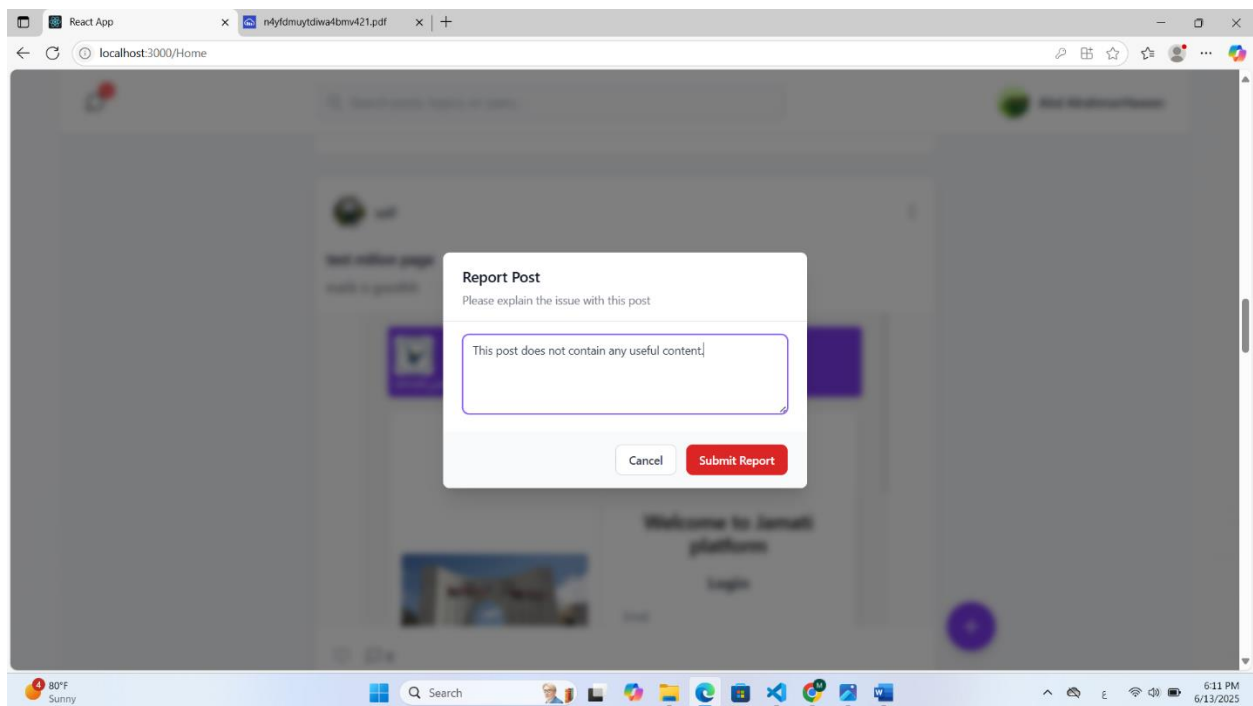 React App
n4yfdmuytdiwa4bmv421.pdf
localhost:3000/Home
Report Post
Please explain the issue with this post
This post does not contain any useful content.
Cancel
Submit Report
Welcome to Jamati
platform
Login
Email
4
80°F
Sunny
Search
ع
6:11 PM
6/13/2025